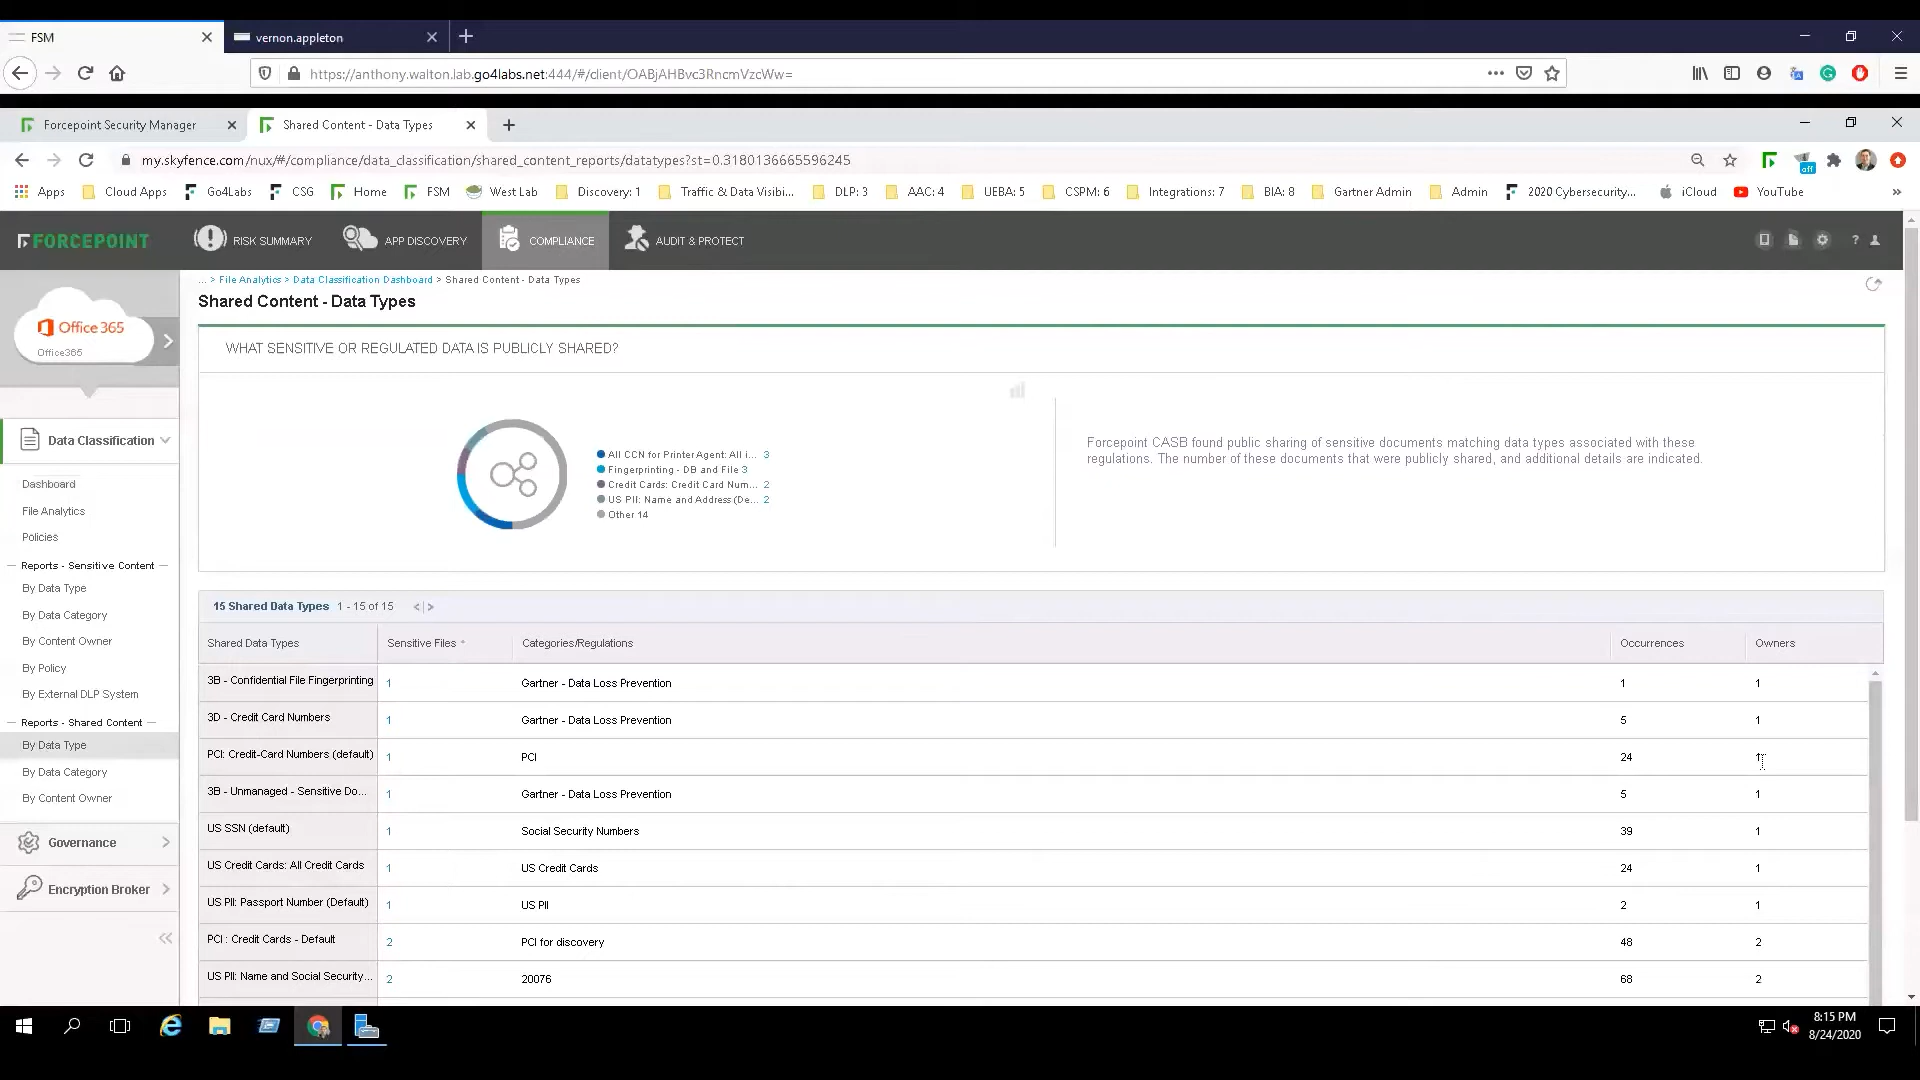 FSM
vernon.appleton
https://anthony.walton.lab.go4labs.net:444/#/client/OABjAHBvc3RncmVzcWw=
Forcepoint Security Manager
Shared Content - Data Types
my.skyfence.com/nux/#/compliance/data_classification/shared_content_reports/datatypes?st=0.3180136665596245
off
Apps Cloud Apps Go4Labs CSG Home FSM West Lab Discovery: 1 Traffic & Data Visibi... DLP: 3 AAC: 4 UEBA: 5 CSPM: 6 Integrations: 7 BIA: 8 Gartner Admin Admin 2020 Cybersecurity... iCloud YouTube »
FORCEPOINT RISK SUMMARY APP DISCOVERY COMPLIANCE AUDIT & PROTECT ?
... > File Analytics > Data Classification Dashboard > Shared Content - Data Types
Shared Content - Data Types
Office 365
Office365
WHAT SENSITIVE OR REGULATED DATA IS PUBLICLY SHARED?
All CCN for Printer Agent: All i... 3
Fingerprinting - DB and File 3
Credit Cards: Credit Card Num... 2
US PII: Name and Address (De... 2
Other 14
Forcepoint CASB found public sharing of sensitive documents matching data types associated with these
regulations. The number of these documents that were publicly shared, and additional details are indicated.
Data Classification
Dashboard
File Analytics
Policies
Reports - Sensitive Content
By Data Type
By Data Category
By Content Owner
By Policy
By External DLP System
Reports - Shared Content
By Data Type
By Data Category
By Content Owner
Governance
Encryption Broker
15 Shared Data Types 1 - 15 of 15 < | >
Shared Data Types Sensitive Files Categories/Regulations Occurrences Owners
3B - Confidential File Fingerprinting 1 Gartner - Data Loss Prevention 1 1
3D - Credit Card Numbers 1 Gartner - Data Loss Prevention 5 1
PCI: Credit-Card Numbers (default) 1 PCI 24 1
3B - Unmanaged - Sensitive Do... 1 Gartner - Data Loss Prevention 5 1
US SSN (default) 1 Social Security Numbers 39 1
US Credit Cards: All Credit Cards 1 US Credit Cards 24 1
US PII: Passport Number (Default) 1 US PII 2 1
PCI : Credit Cards - Default 2 PCI for discovery 48 2
US PII: Name and Social Security... 2 20076 68 2
8:15 PM
8/24/2020